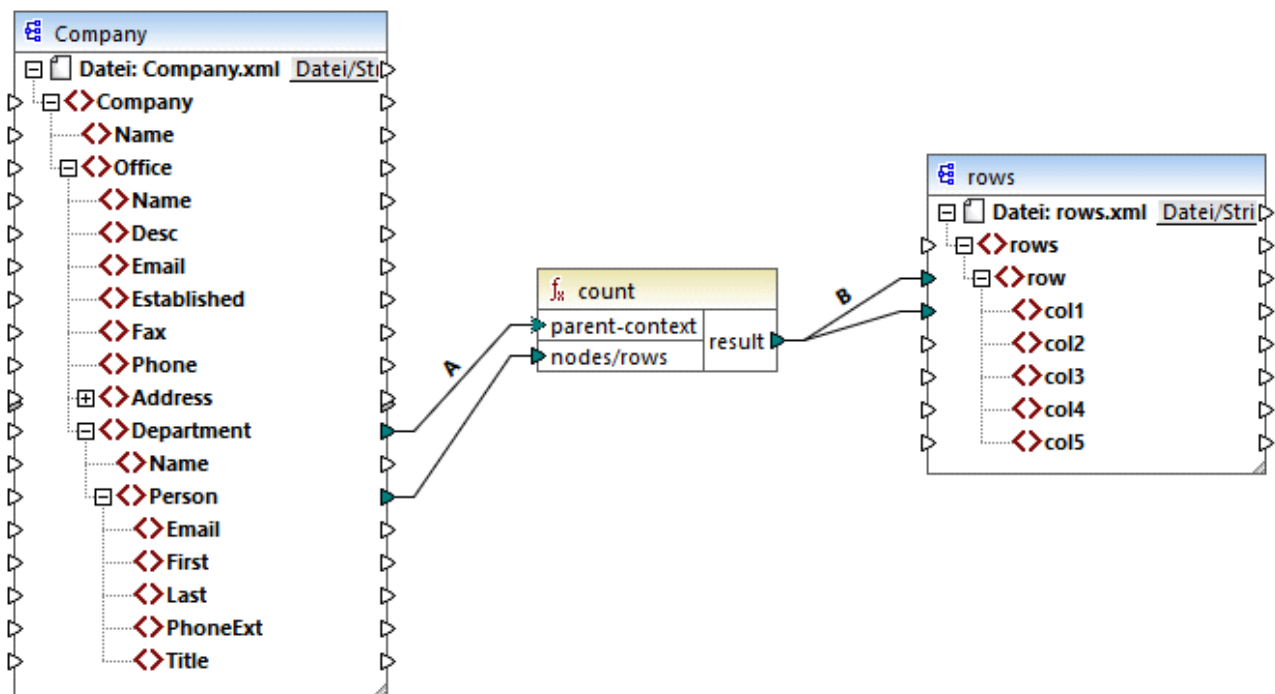 Company
Datei: Company.xml Datei/Stri
Company
Name
Office
Name
Desc
Email
Established
Fax
Phone
Address
Department
Name
Person
Email
First
Last
PhoneExt
Title
A
fx count
parent-context
nodes/rows
result
B
rows
Datei: rows.xml Datei/Stri
rows
row
col1
col2
col3
col4
col5